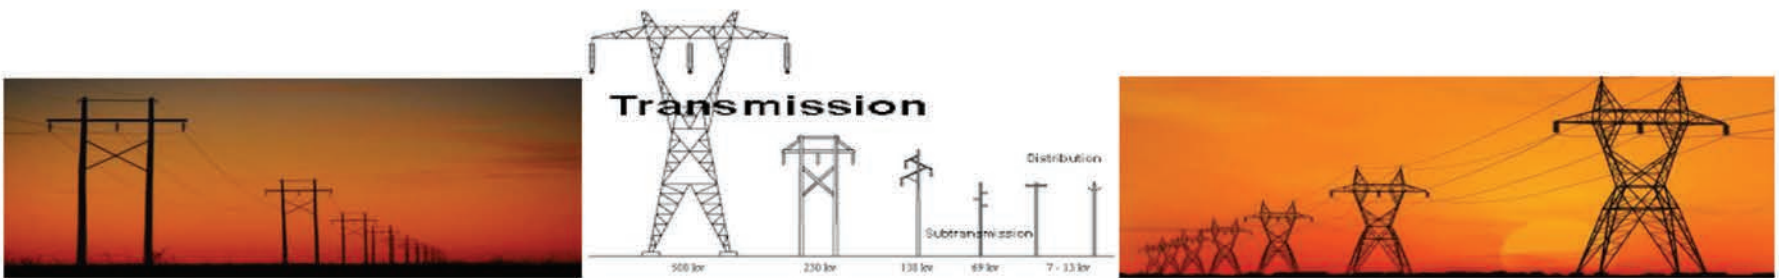 Transmission
Distribution
Subtransmission
500 kv
230 kv
138 kv
69 kv
7 - 13 kv